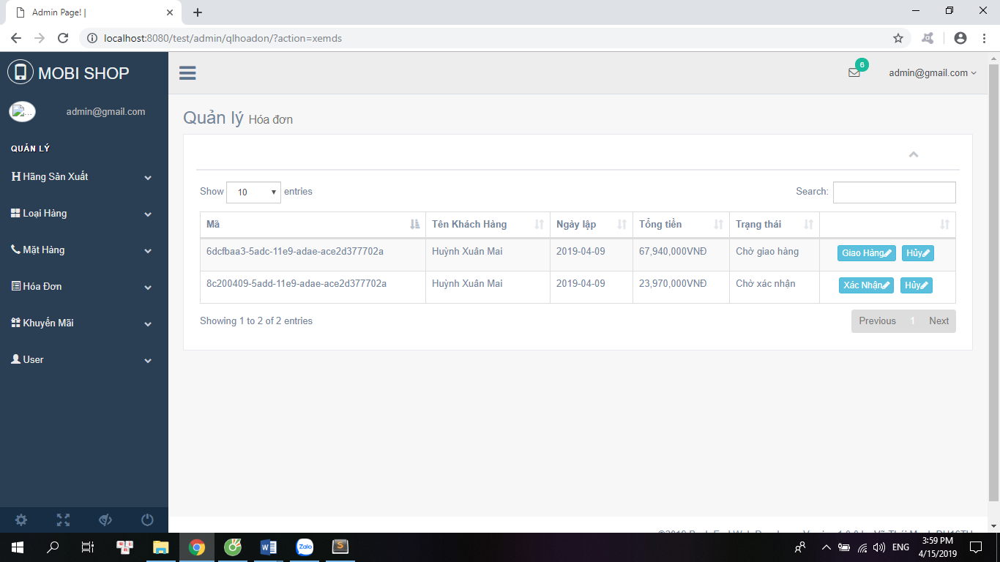 Admin Page! |
localhost:8080/test/admin/qlhoadon/?action=xemds
MOBI SHOP
6
admin@gmail.com
admin@gmail.com
QUẢN LÝ
Hãng Sản Xuất
Loại Hàng
Mặt Hàng
Hóa Đơn
Khuyến Mãi
User
Quản lý Hóa đơn
Show 10 entries
Search:
Mã Tên Khách Hàng Ngày lập Tổng tiền Trạng thái
6dcfbaa3-5adc-11e9-adae-ace2d377702a Huỳnh Xuân Mai 2019-04-09 67,940,000VNĐ Chờ giao hàng Giao Hàng Hủy
8c200409-5add-11e9-adae-ace2d377702a Huỳnh Xuân Mai 2019-04-09 23,970,000VNĐ Chờ xác nhận Xác Nhận Hủy
Showing 1 to 2 of 2 entries
Previous 1 Next
Zalo
ENG
3:59 PM
4/15/2019